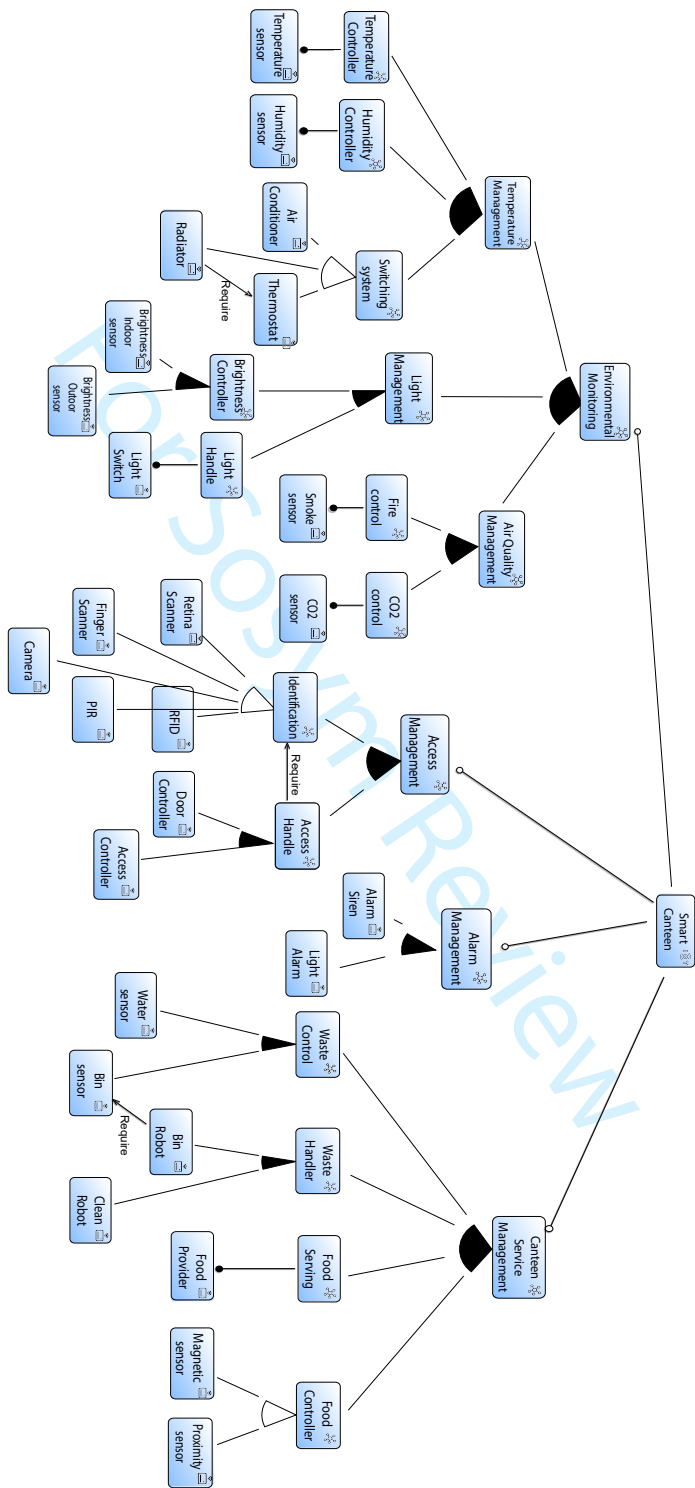 Smart
Canteen
Environmental
Monitoring
Access
Management
Alarm
Management
Canteen
Service
Management
Temperature
Management
Light
Management
Air Quality
Management
Temperature
Controller
Humidity
Controller
Switching
system
Brightness
Controller
Light
Handle
Fire
control
CO2
control
Identification
Access
Handle
Require
Alarm
Siren
Light
Alarm
Waste
Control
Waste
Handler
Food
Serving
Food
Controller
Temperature
sensor
Humidity
sensor
Air
Conditioner
Radiator
Thermostat
Require
Brightness
Indoor
sensor
Brightness
Outoor
sensor
Light
Switch
Smoke
sensor
CO2
sensor
Retina
Scanner
Finger
Scanner
Camera
PIR
RFID
Door
Controller
Access
Controller
Water
sensor
Bin
sensor
Require
Bin
Robot
Clean
Robot
Food
Provider
Magnetic
sensor
Proximity
sensor
For Sosym Review